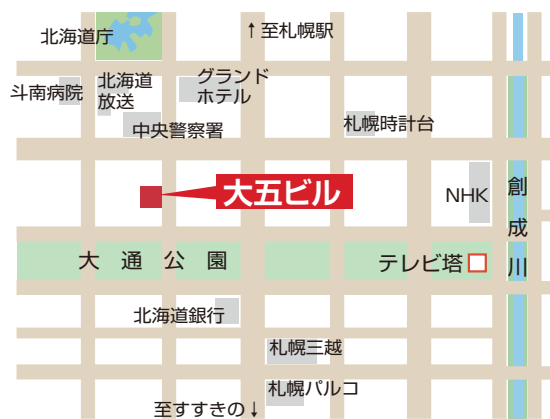 北海道庁
↑至札幌駅
斗南病院
北海道
放送
グランド
ホテル
中央警察署
札幌時計台
大五ビル
NHK
創成川
大通公園
テレビ塔
北海道銀行
札幌三越
札幌パルコ
至すすきの↓